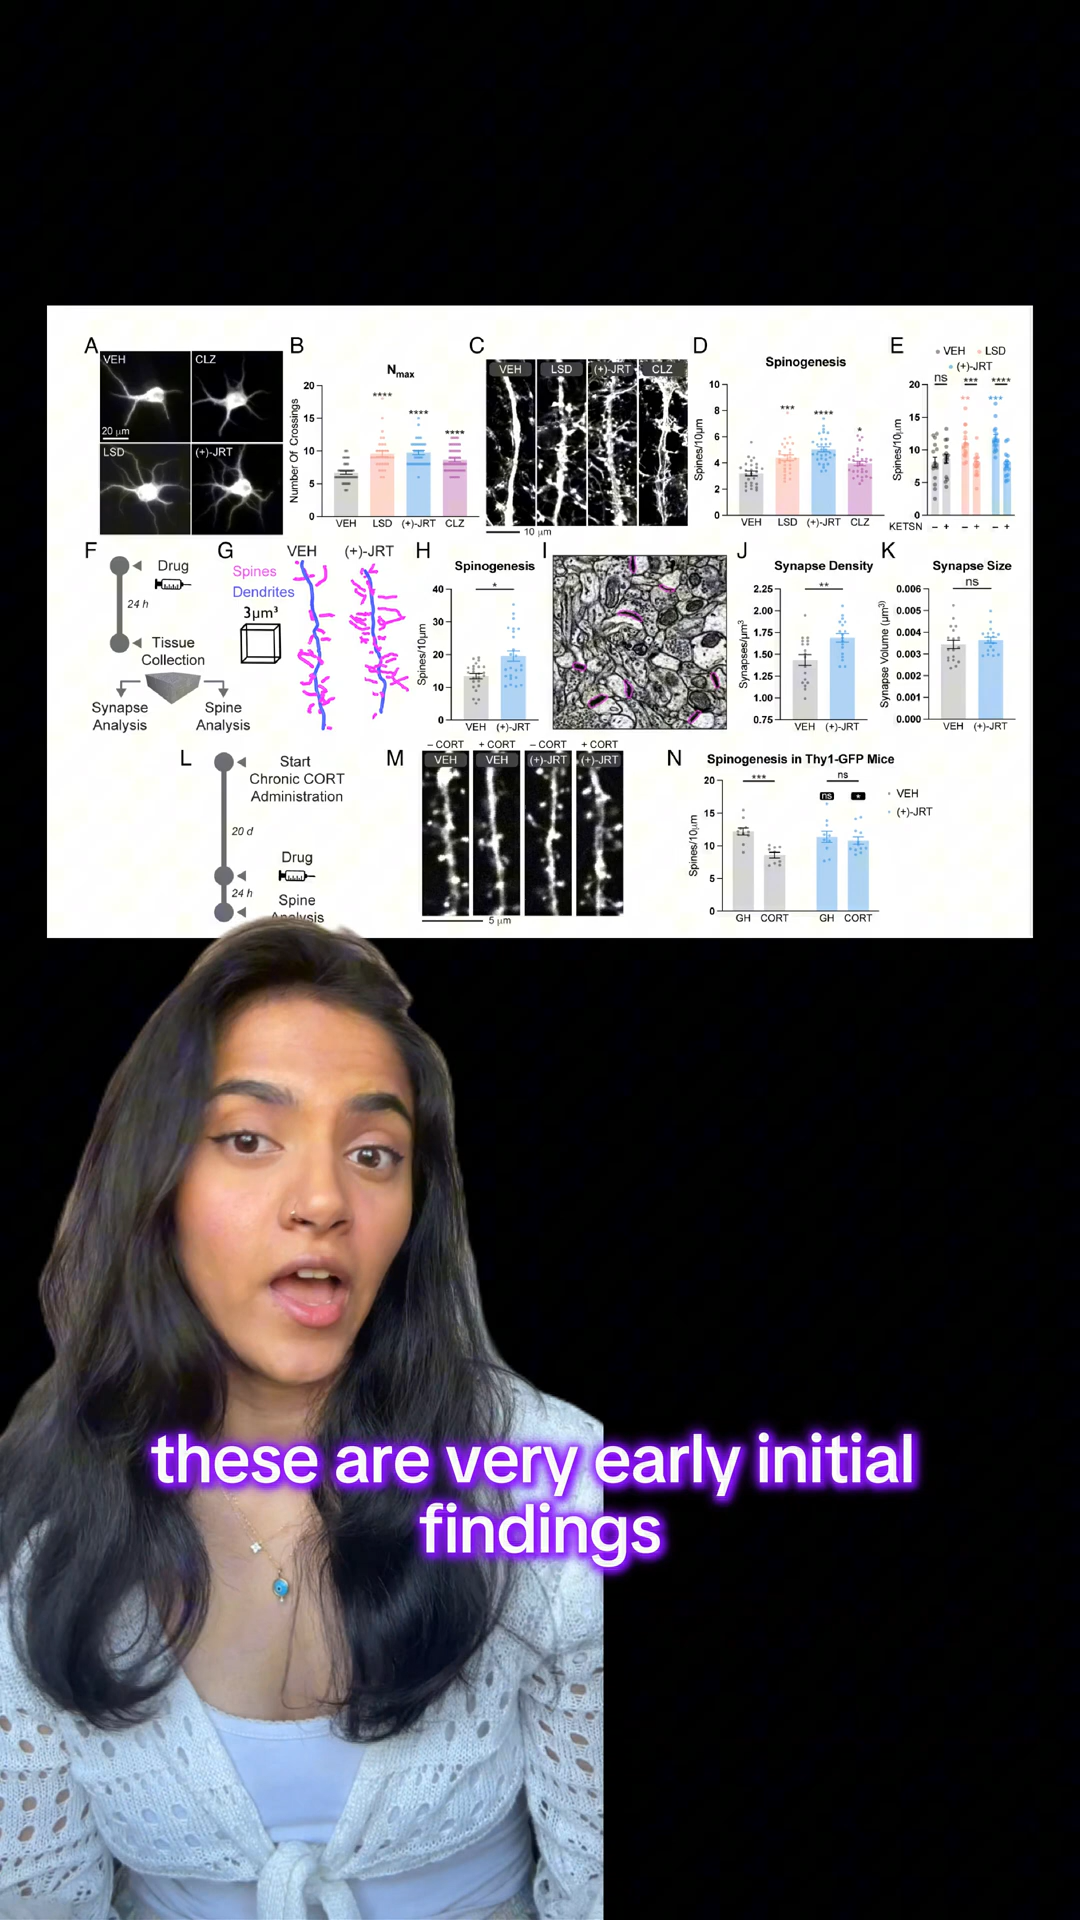 A
VEH
CLZ
20 µm
LSD
(+)-JRT
B
Nmax
Number Of Crossings
20
15
10
5
0
****
****
****
VEH LSD (+)-JRT CLZ
C
VEH LSD (+)-JRT CLZ
10 µm
D
Spinogenesis
Spines/10µm
10
8
6
4
2
0
***
****
*
VEH LSD (+)-JRT CLZ
E
VEH LSD
(+)-JRT
ns *** ****
** ***
Spines/10µm
20
15
10
5
0
KETSN – + – + – +
F
Drug
24 h
Tissue
Collection
Synapse
Analysis
Spine
Analysis
G
VEH (+)-JRT
Spines
Dendrites
3µm³
H
Spinogenesis
*
Spines/10µm
40
30
20
10
0
VEH (+)-JRT
I
J
Synapse Density
**
Synapses/µm³
2.25
2.00
1.75
1.50
1.25
1.00
0.75
VEH (+)-JRT
K
Synapse Size
ns
Synapse Volume (µm³)
0.006
0.005
0.004
0.003
0.002
0.001
0.000
VEH (+)-JRT
L
Start
Chronic CORT
Administration
20 d
Drug
24 h
Spine
Analysis
M
– CORT + CORT – CORT + CORT
VEH VEH (+)-JRT (+)-JRT
5 µm
N
Spinogenesis in Thy1-GFP Mice
*** ns
ns *
VEH
(+)-JRT
Spines/10µm
20
15
10
5
0
GH CORT GH CORT
these are very early initial
findings